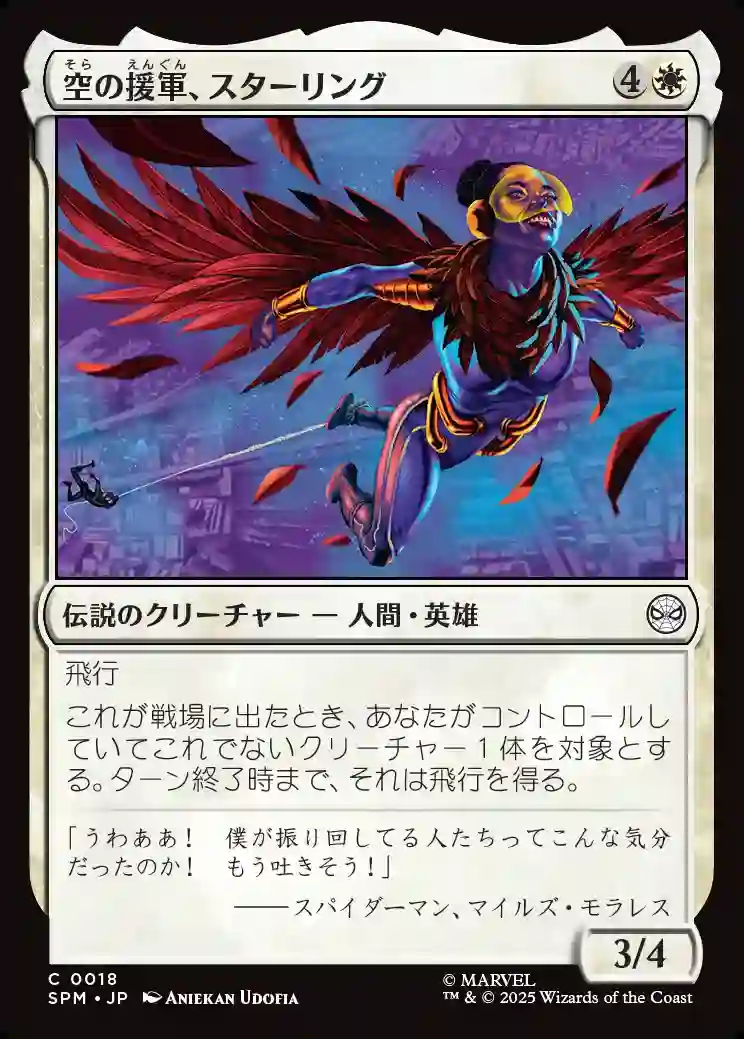 そら えんぐん
空の援軍、スターリング 4
伝説のクリーチャー — 人間・英雄
飛行
これが戦場に出たとき、あなたがコントロールし
ていてこれでないクリーチャー１体を対象とす
る。ターン終了時まで、それは飛行を得る。
「うわああ！　僕が振り回してる人たちってこんな気分
だったのか！　もう吐きそう！」
――スパイダーマン、マイルズ・モラレス
3/4
C 0018
SPM • JP ANIEKAN UDOFIA
© MARVEL
™ & © 2025 Wizards of the Coast